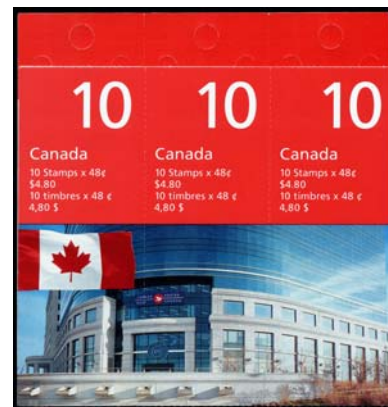 10 10 10
Canada Canada Canada
10 Stamps x 48¢ 10 Stamps x 48¢ 10 Stamps x 48¢
$4.80 $4.80 $4.80
10 timbres x 48 ¢ 10 timbres x 48 ¢ 10 timbres x 48 ¢
4,80 $ 4,80 $ 4,80 $